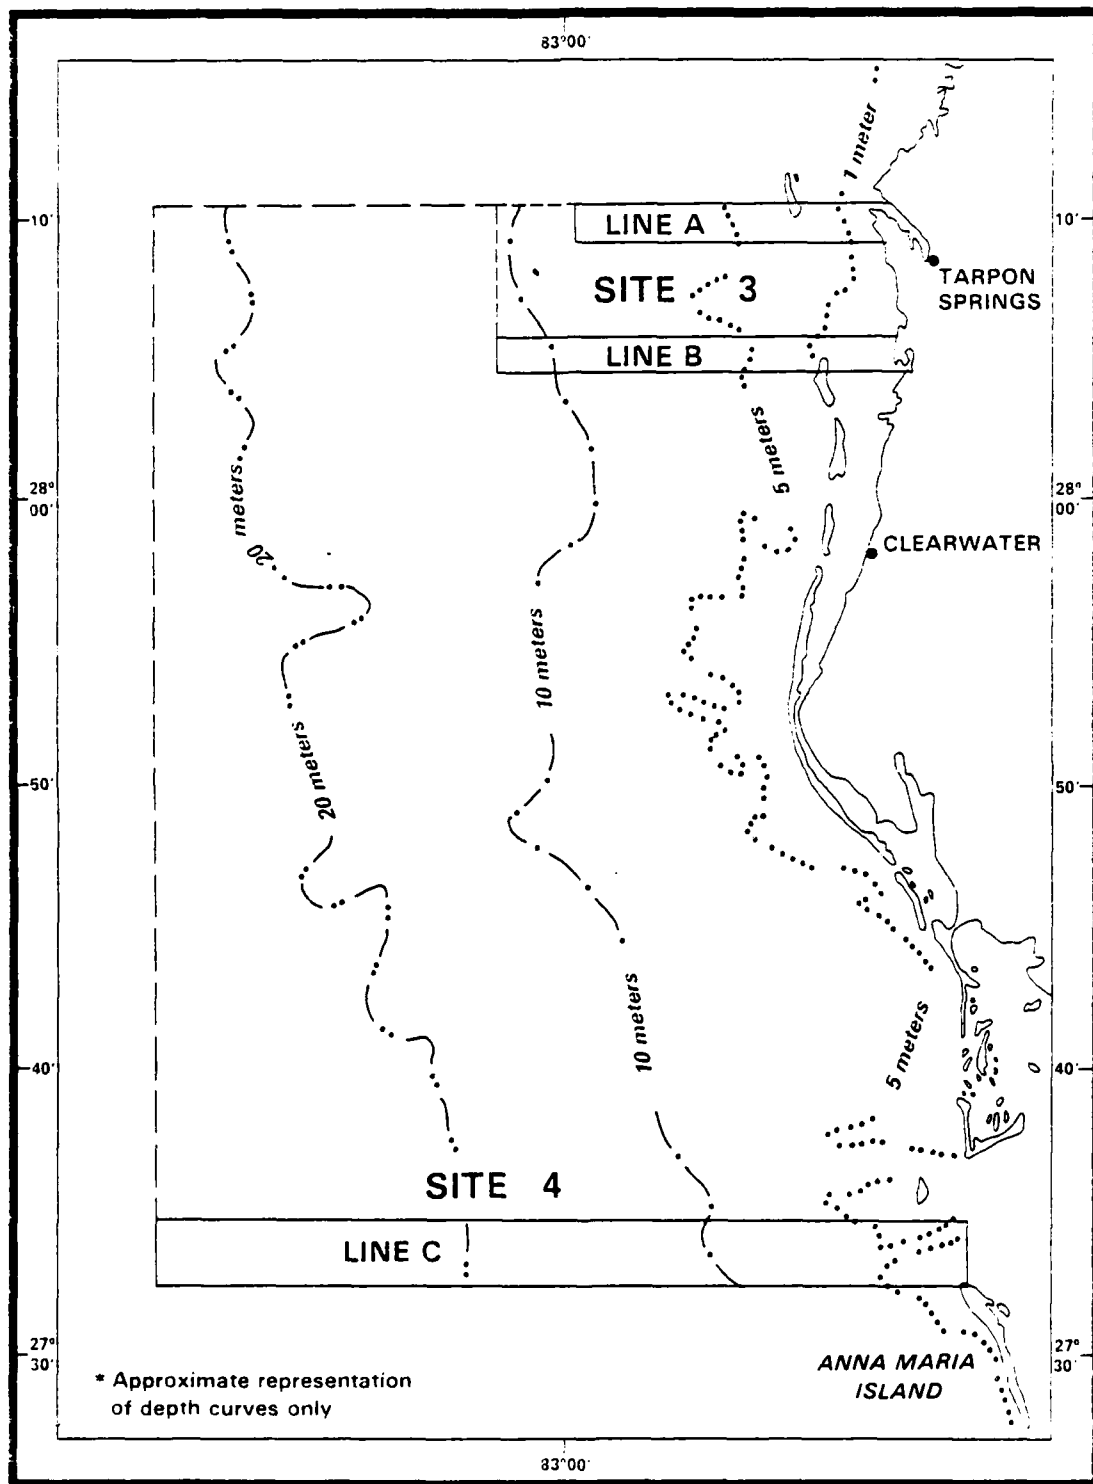 83°00'
1 meter
10'
10'
LINE A
TARPON
SPRINGS
SITE 3
LINE B
5 meters
28°
00'
28°
00'
20 meters
CLEARWATER
10 meters
20 meters
50'
50'
10 meters
5 meters
40'
40'
SITE 4
LINE C
27°
30'
27°
30'
ANNA MARIA
ISLAND
* Approximate representation
of depth curves only
83°00'